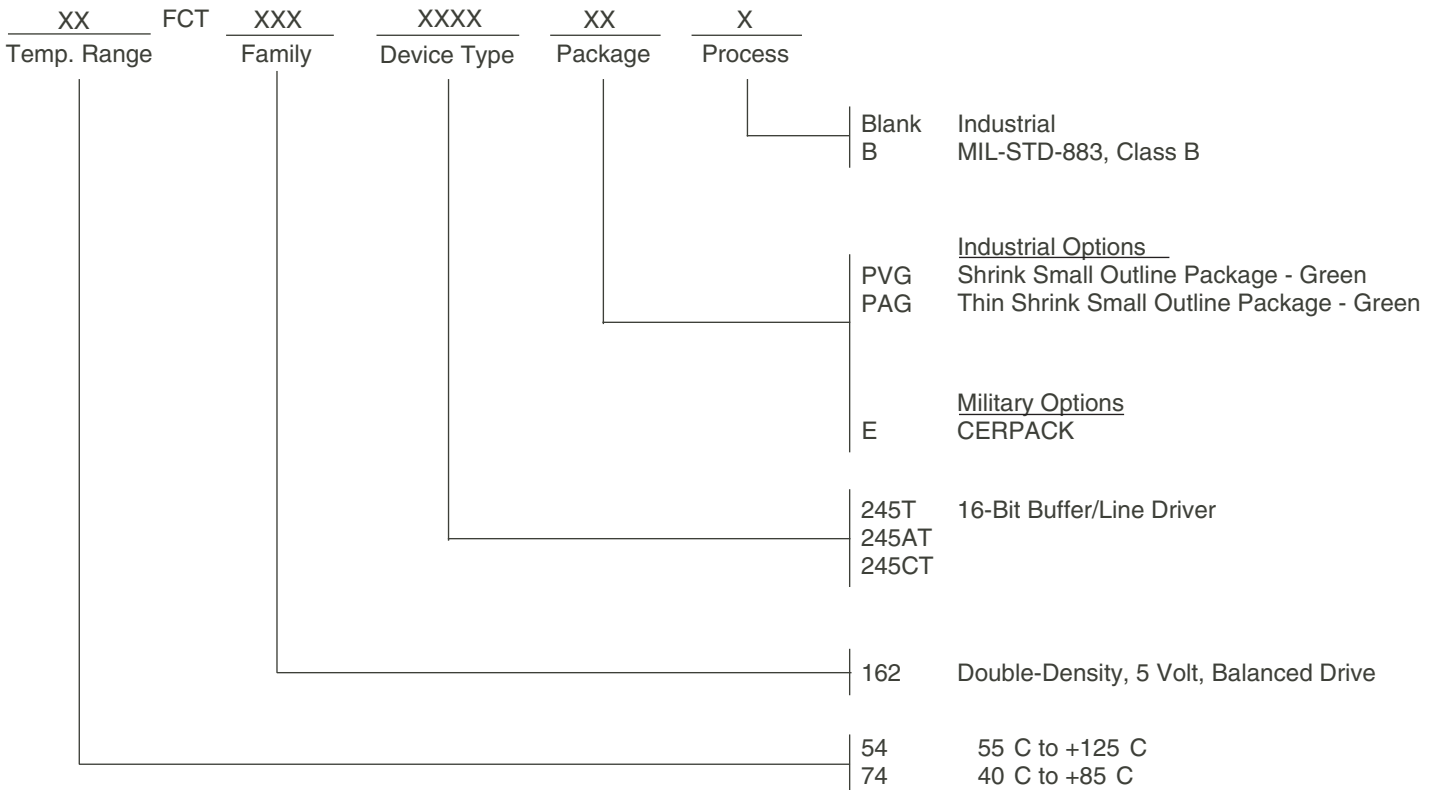 XX FCT XXX XXXX XX X
Temp. Range Family Device Type Package Process
Blank Industrial
B MIL-STD-883, Class B
Industrial Options
PVG Shrink Small Outline Package - Green
PAG Thin Shrink Small Outline Package - Green
Military Options
E CERPACK
245T 16-Bit Buffer/Line Driver
245AT
245CT
162 Double-Density, 5 Volt, Balanced Drive
54 55 C to +125 C
74 40 C to +85 C